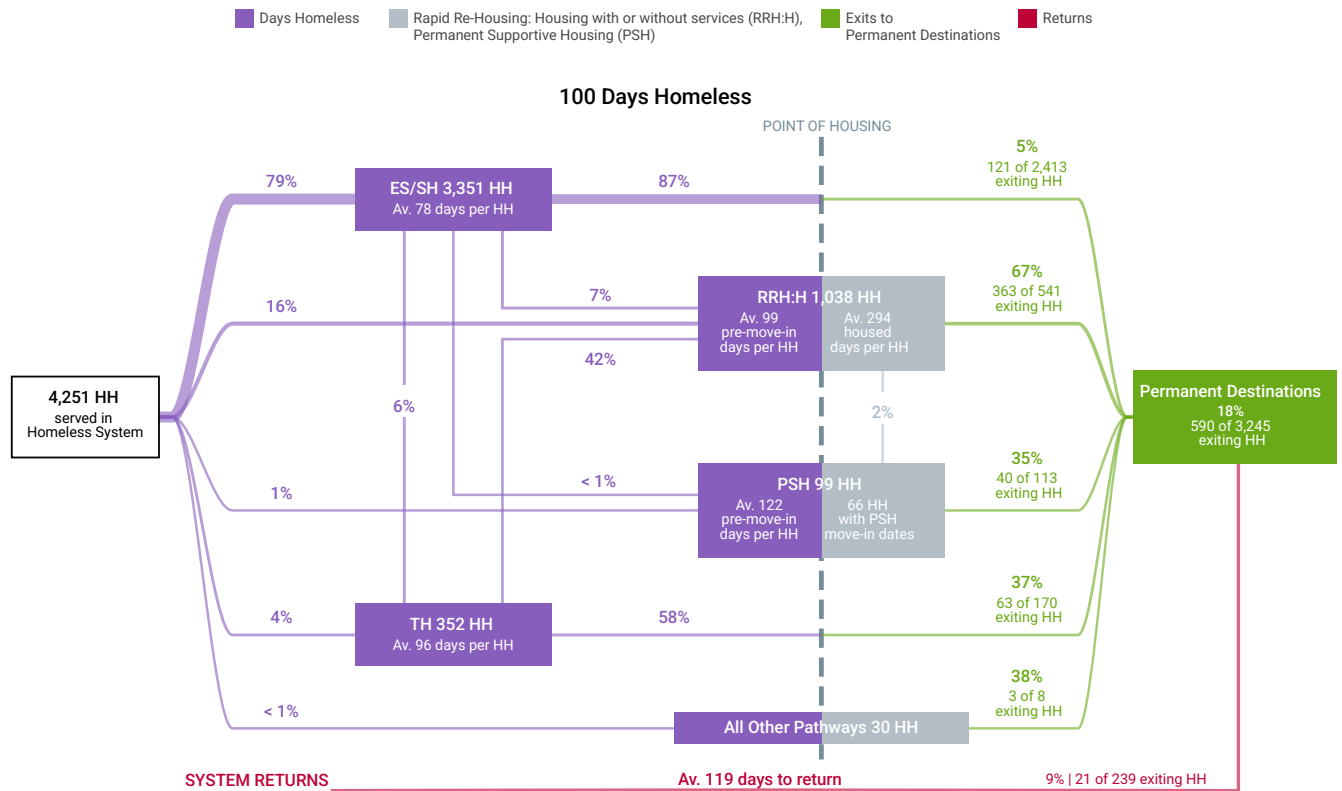 Days Homeless
Rapid Re-Housing: Housing with or without services (RRH:H),
Permanent Supportive Housing (PSH)
Exits to
Permanent Destinations
Returns
100 Days Homeless
POINT OF HOUSING
79%
ES/SH 3,351 HH
Av. 78 days per HH
87%
5%
121 of 2,413
exiting HH
16%
7%
RRH:H 1,038 HH
Av. 99
pre-move-in
days per HH
Av. 294
housed
days per HH
67%
363 of 541
exiting HH
42%
4,251 HH
served in
Homeless System
6%
2%
Permanent Destinations
18%
590 of 3,245
exiting HH
1%
< 1%
PSH 99 HH
Av. 122
pre-move-in
days per HH
66 HH
with PSH
move-in dates
35%
40 of 113
exiting HH
4%
TH 352 HH
Av. 96 days per HH
58%
37%
63 of 170
exiting HH
< 1%
All Other Pathways 30 HH
38%
3 of 8
exiting HH
SYSTEM RETURNS
Av. 119 days to return
9% | 21 of 239 exiting HH